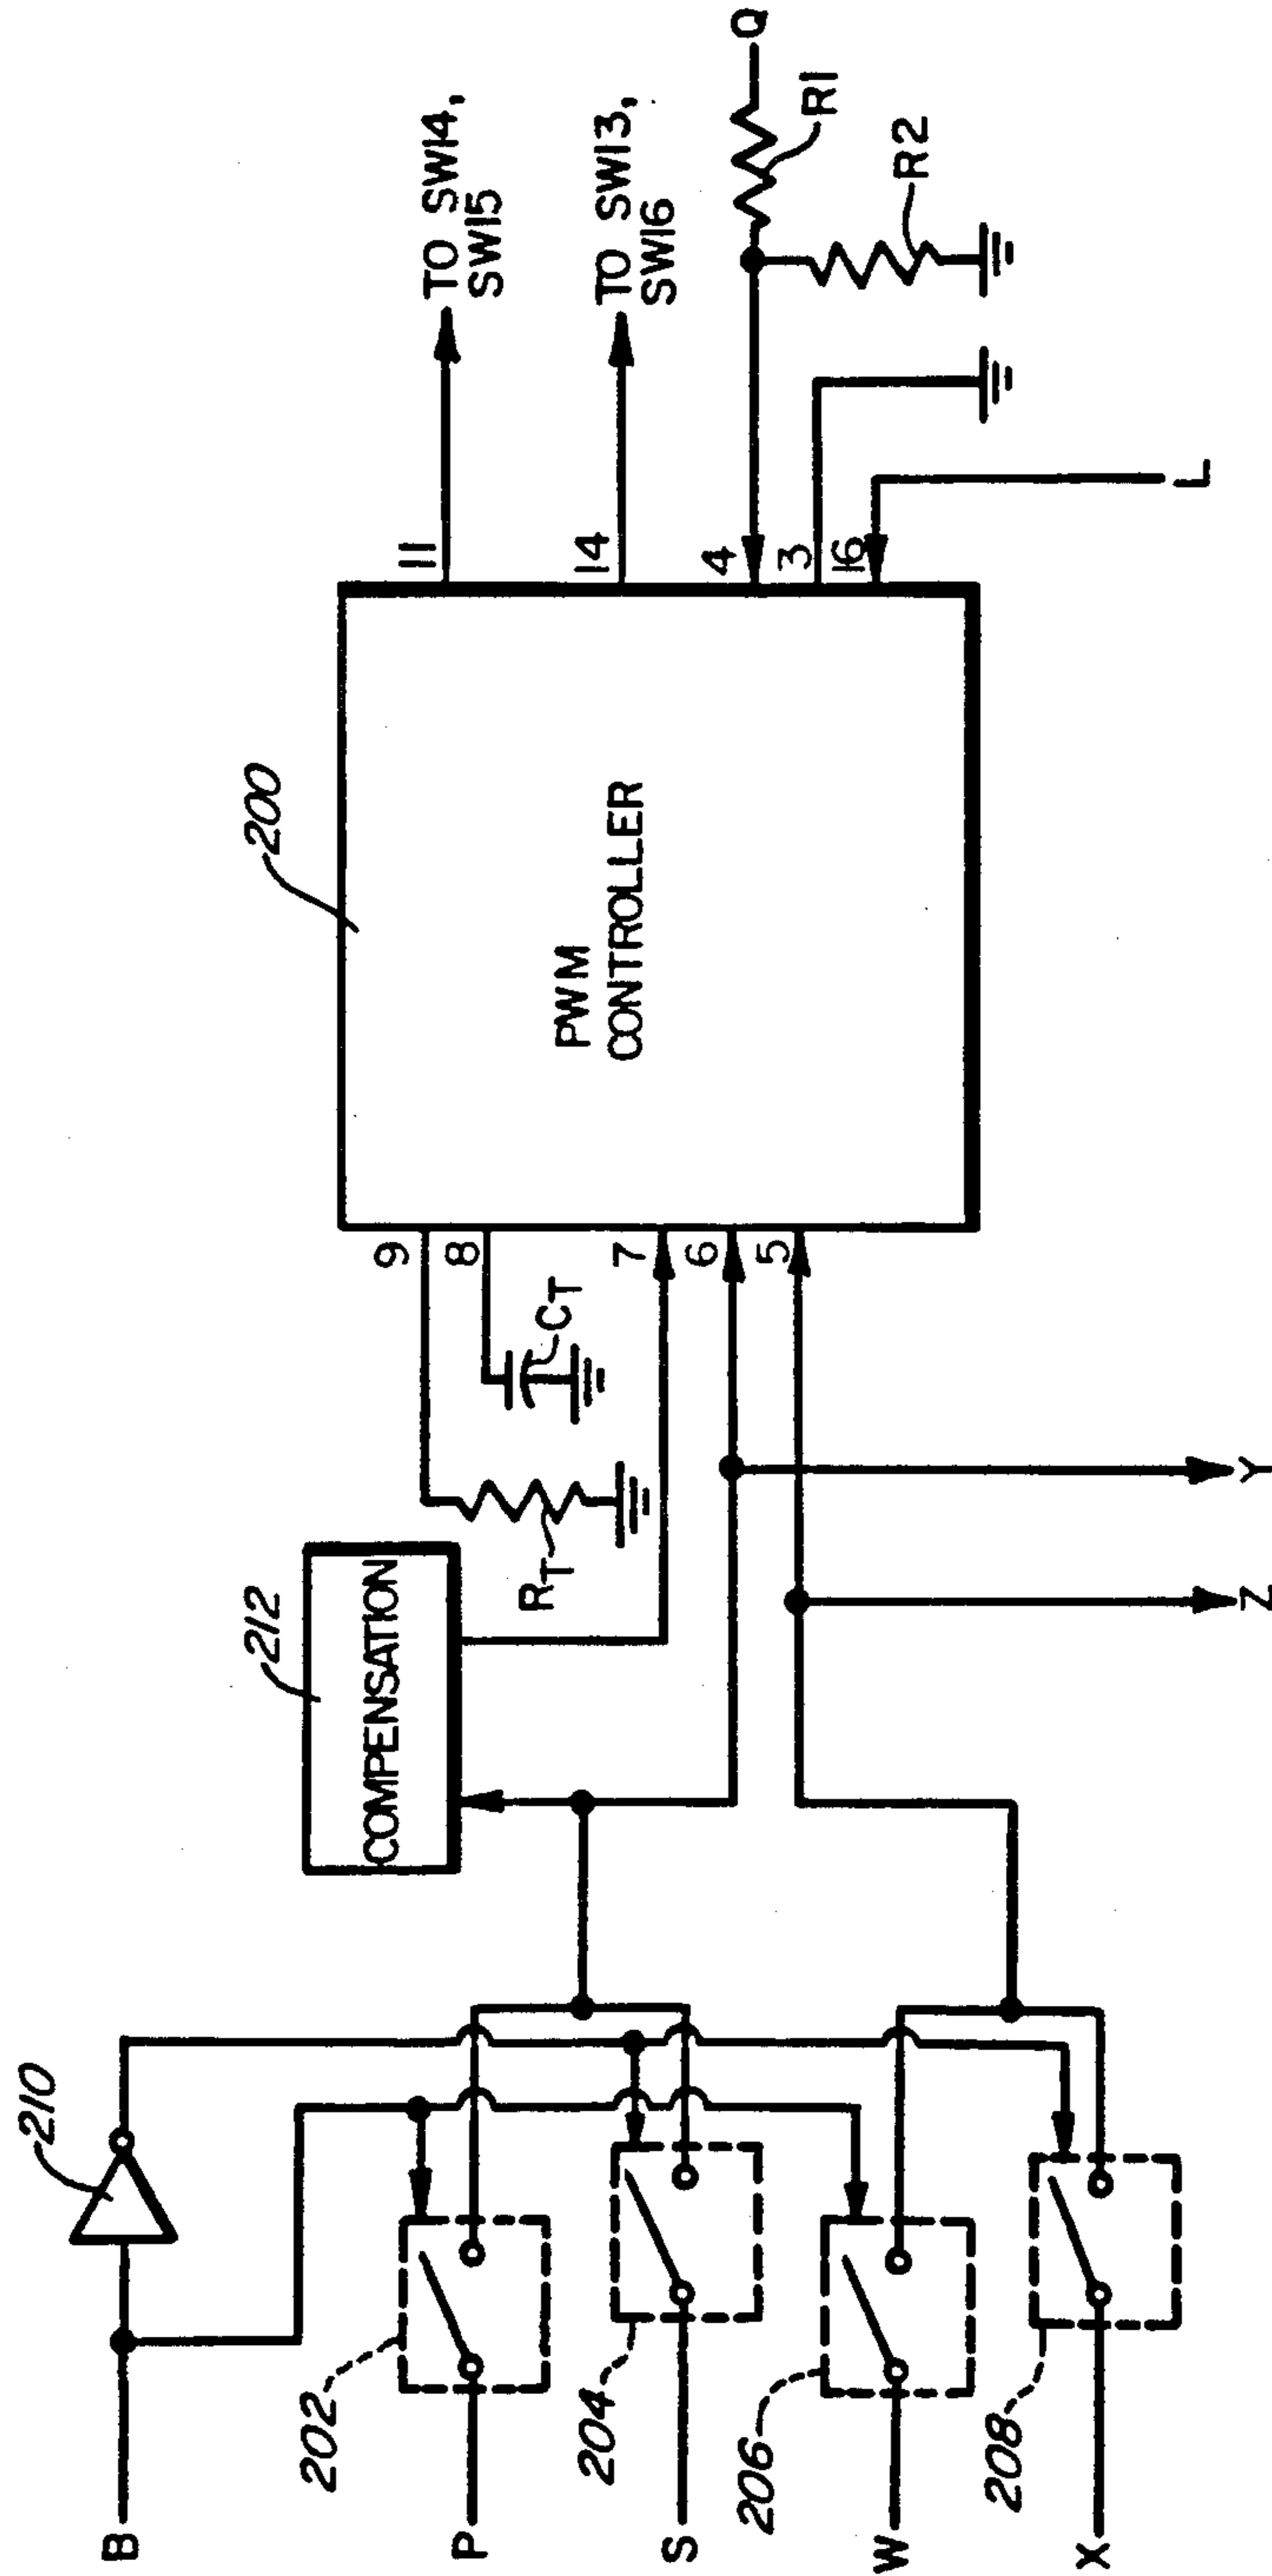 B
210
202
P
204
S
206
W
208
X
212
COMPENSATION
R_T
C_T
9
8
7
6
5
Z
Y
200
PWM
CONTROLLER
11
14
4
3
16
TO SW14,
SW15
TO SW13,
SW16
Q
R1
R2
L